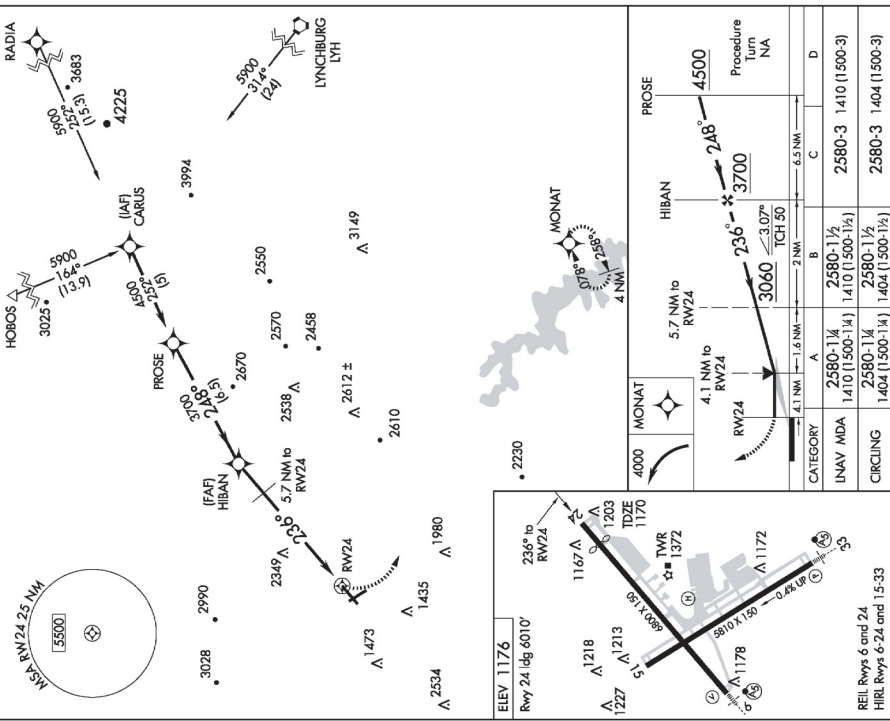 RADIA
3683
5900
252°
(15.3)
4225
LYNCHBURG
LYH
5900
314°
(24)
HOBOS
3025
5900
164°
(13.9)
(IAF)
CARUS
3994
4500
252°
(5)
PROSE
2550
3149
2570
2458
3700
248°
(6.5)
2670
2538
2612 ±
2610
(FAF)
HIBAN
5.7 NM to
RW24
236°
2349
RW24
1980
1435
1473
2534
2990
3028
MSA RW24 25 NM
5500
MONAT
078°
258°
4 NM
2230
ELEV 1176
Rwy 24 ldg 6010'
236° to
RW24
24
1203
TDZE
1170
1167
TWR
1372
1172
1218
1213
1227
15
6800 X 150
5810 X 150
0.4% UP
H
A
A5
33
1178
V
A5
6
REIL Rwys 6 and 24
HIRL Rwys 6-24 and 15-33
4000
MONAT
PROSE
4500
Procedure
Turn
NA
248°
HIBAN
3700
236°
3.07°
TCH 50
3060
5.7 NM to
RW24
4.1 NM to
RW24
RW24
4.1 NM
1.6 NM
2 NM
6.5 NM
CATEGORY A B C D
LNAV MDA 2580-1¼ 1410 (1500-1¼) 2580-1½ 1410 (1500-1½) 2580-3 1410 (1500-3)
CIRCLING 2580-1¼ 1404 (1500-1¼) 2580-1½ 1404 (1500-1½) 2580-3 1404 (1500-3)